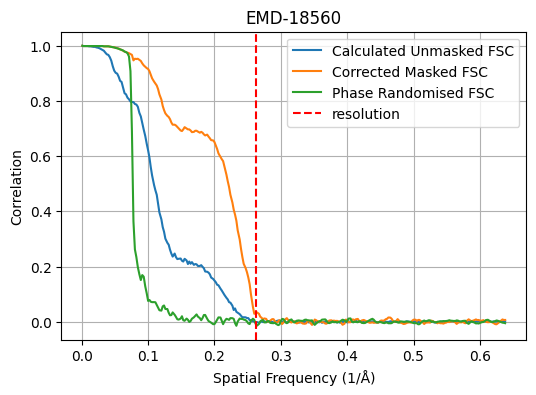 EMD-18560
Calculated Unmasked FSC
Corrected Masked FSC
Phase Randomised FSC
resolution
Correlation
1.0
0.8
0.6
0.4
0.2
0.0
0.0 0.1 0.2 0.3 0.4 0.5 0.6
Spatial Frequency (1/Å)